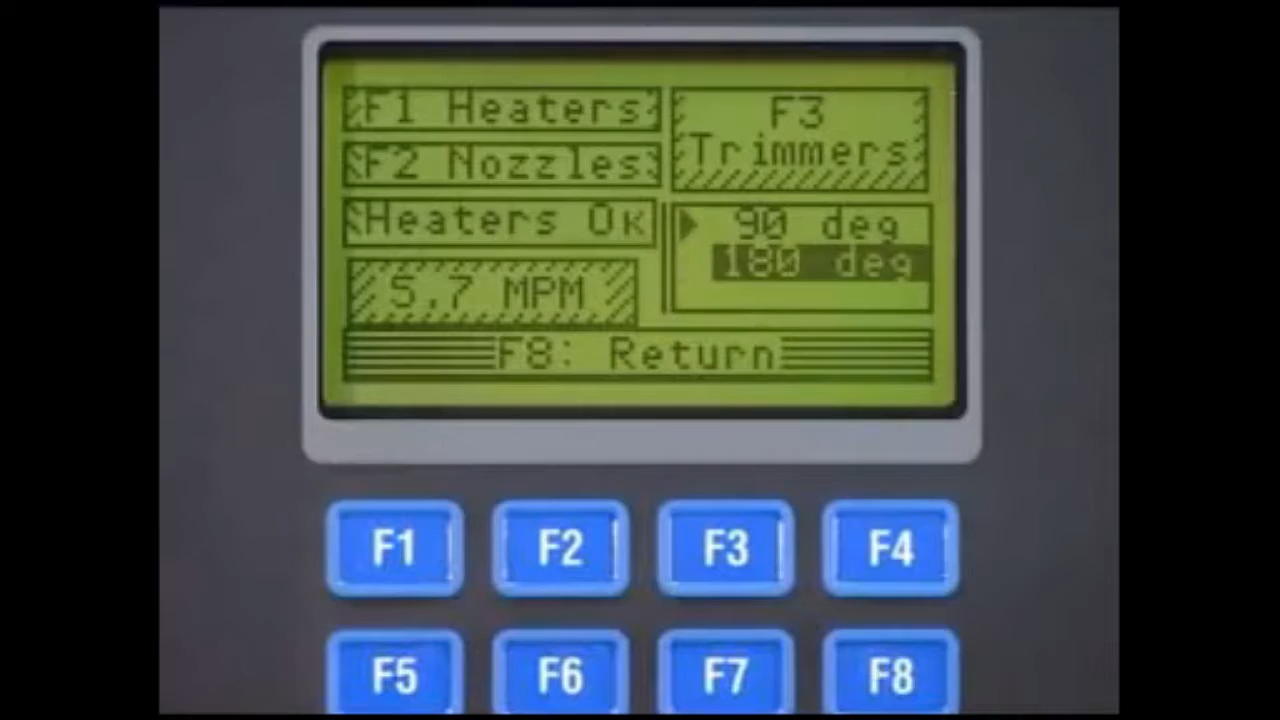 F1 Heaters
F2 Nozzles
Heaters Ok
5.7 MPM
F3
Trimmers
90 deg
180 deg
F8: Return
F1 F2 F3 F4
F5 F6 F7 F8